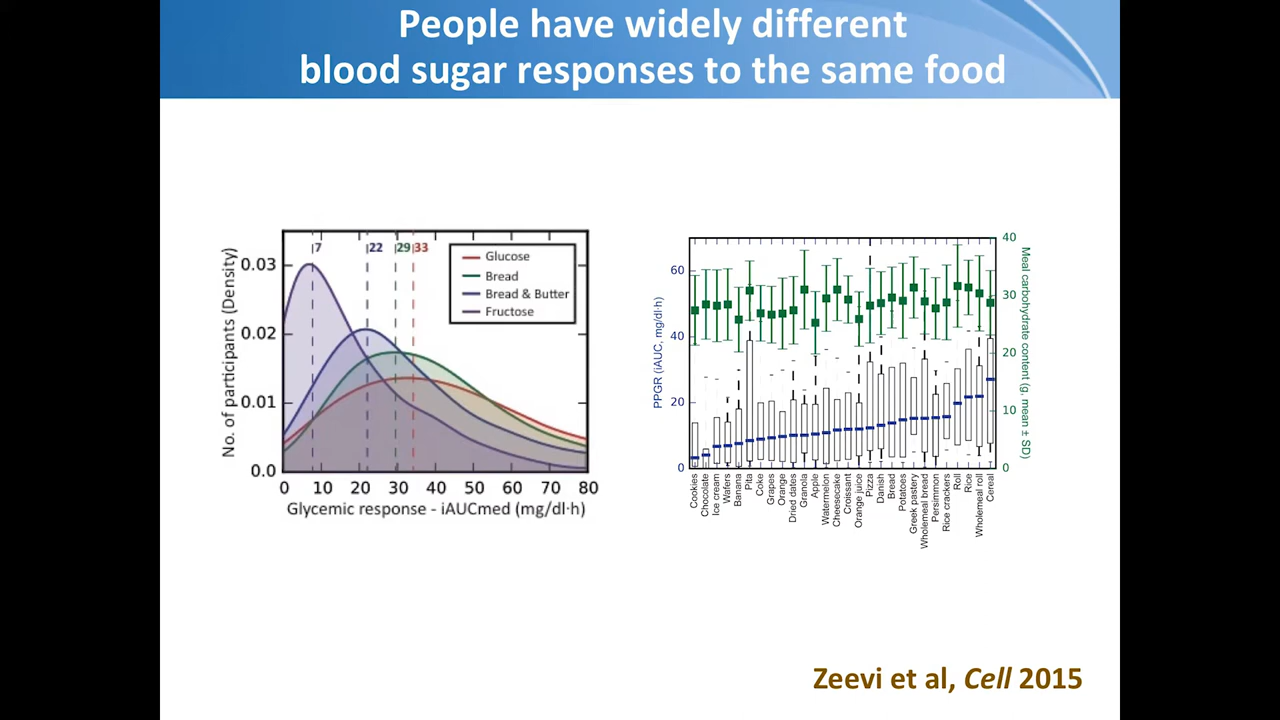 People have widely different
blood sugar responses to the same food
7
22
29
33
Glucose
Bread
Bread & Butter
Fructose
No. of participants (Density)
0.03
0.02
0.01
0.0
0 10 20 30 40 50 60 70 80
Glycemic response - iAUCmed (mg/dl·h)
PPGR (iAUC, mg/dl·h)
60
40
20
0
40
30
20
10
0
Meal carbohydrate content (g, mean ± SD)
Cookies
Chocolate
Ice cream
Wafers
Banana
Pita
Coke
Grapes
Orange
Dried dates
Granola
Apple
Watermelon
Cheesecake
Croissant
Orange juice
Pizza
Danish
Bread
Potatoes
Greek pastery
Wholemeal bread
Persimmon
Rice crackers
Roll
Rice
Wholemeal roll
Cereal
Zeevi et al, Cell 2015